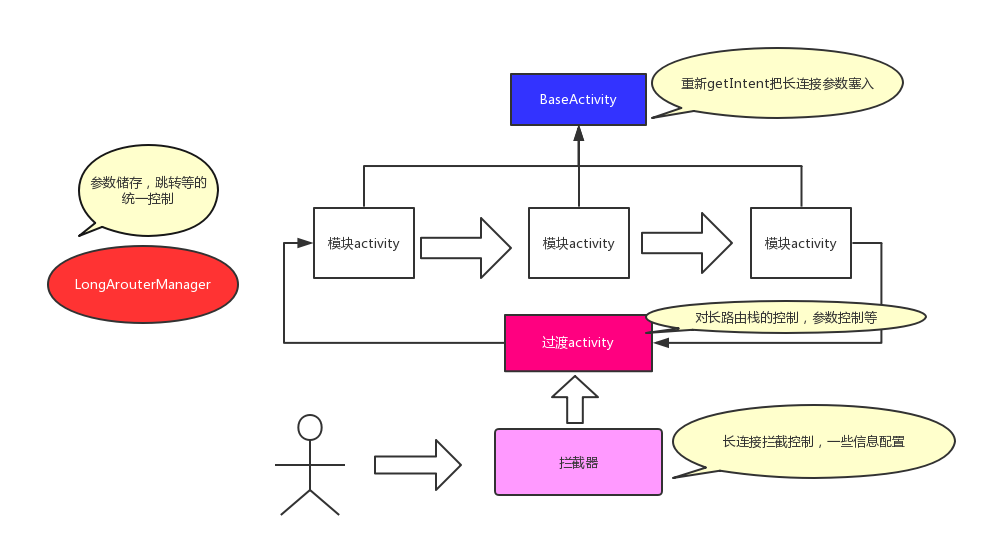 重新getIntent把长连接参数塞入
BaseActivity
参数储存，跳转等的
统一控制
LongArouterManager
模块activity
模块activity
模块activity
对长路由栈的控制，参数控制等
过渡activity
长连接拦截控制，一些信息配置
拦截器